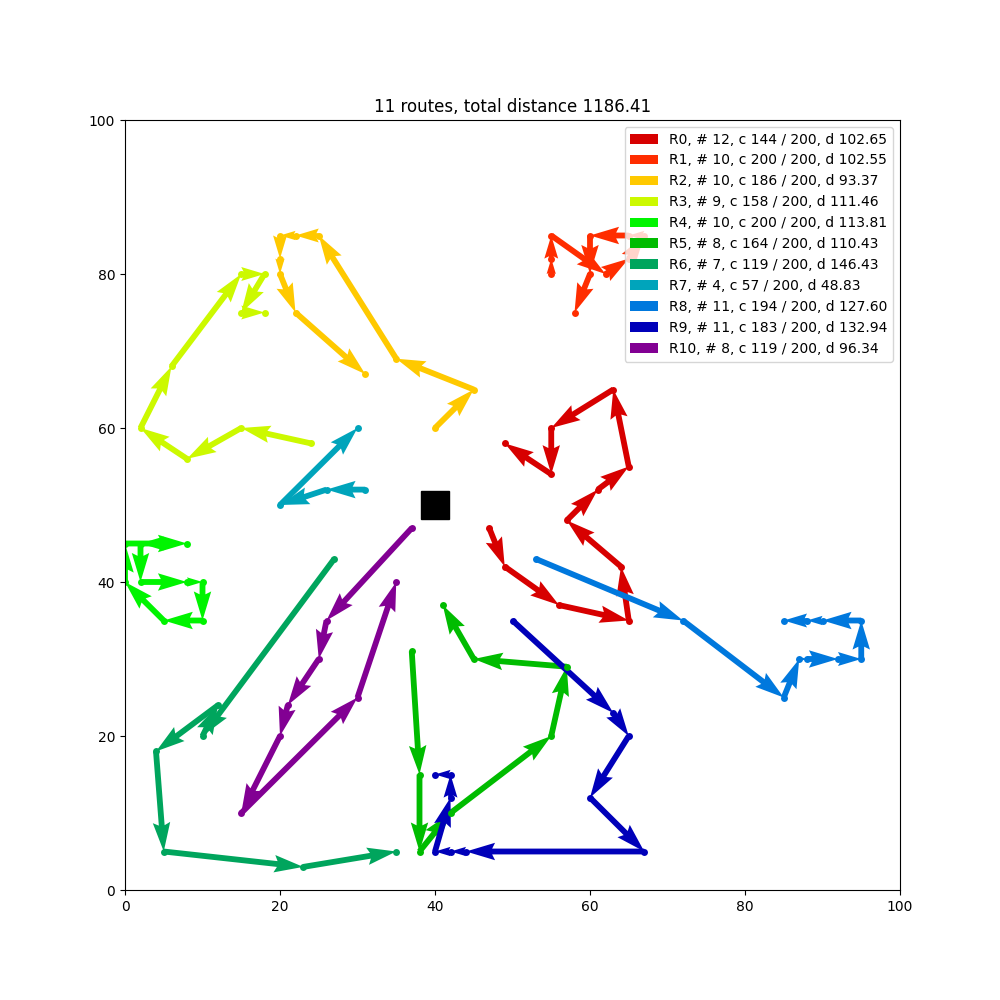 11 routes, total distance 1186.41
100
80
60
40
20
0
0 20 40 60 80 100
R0, # 12, c 144 / 200, d 102.65
R1, # 10, c 200 / 200, d 102.55
R2, # 10, c 186 / 200, d 93.37
R3, # 9, c 158 / 200, d 111.46
R4, # 10, c 200 / 200, d 113.81
R5, # 8, c 164 / 200, d 110.43
R6, # 7, c 119 / 200, d 146.43
R7, # 4, c 57 / 200, d 48.83
R8, # 11, c 194 / 200, d 127.60
R9, # 11, c 183 / 200, d 132.94
R10, # 8, c 119 / 200, d 96.34